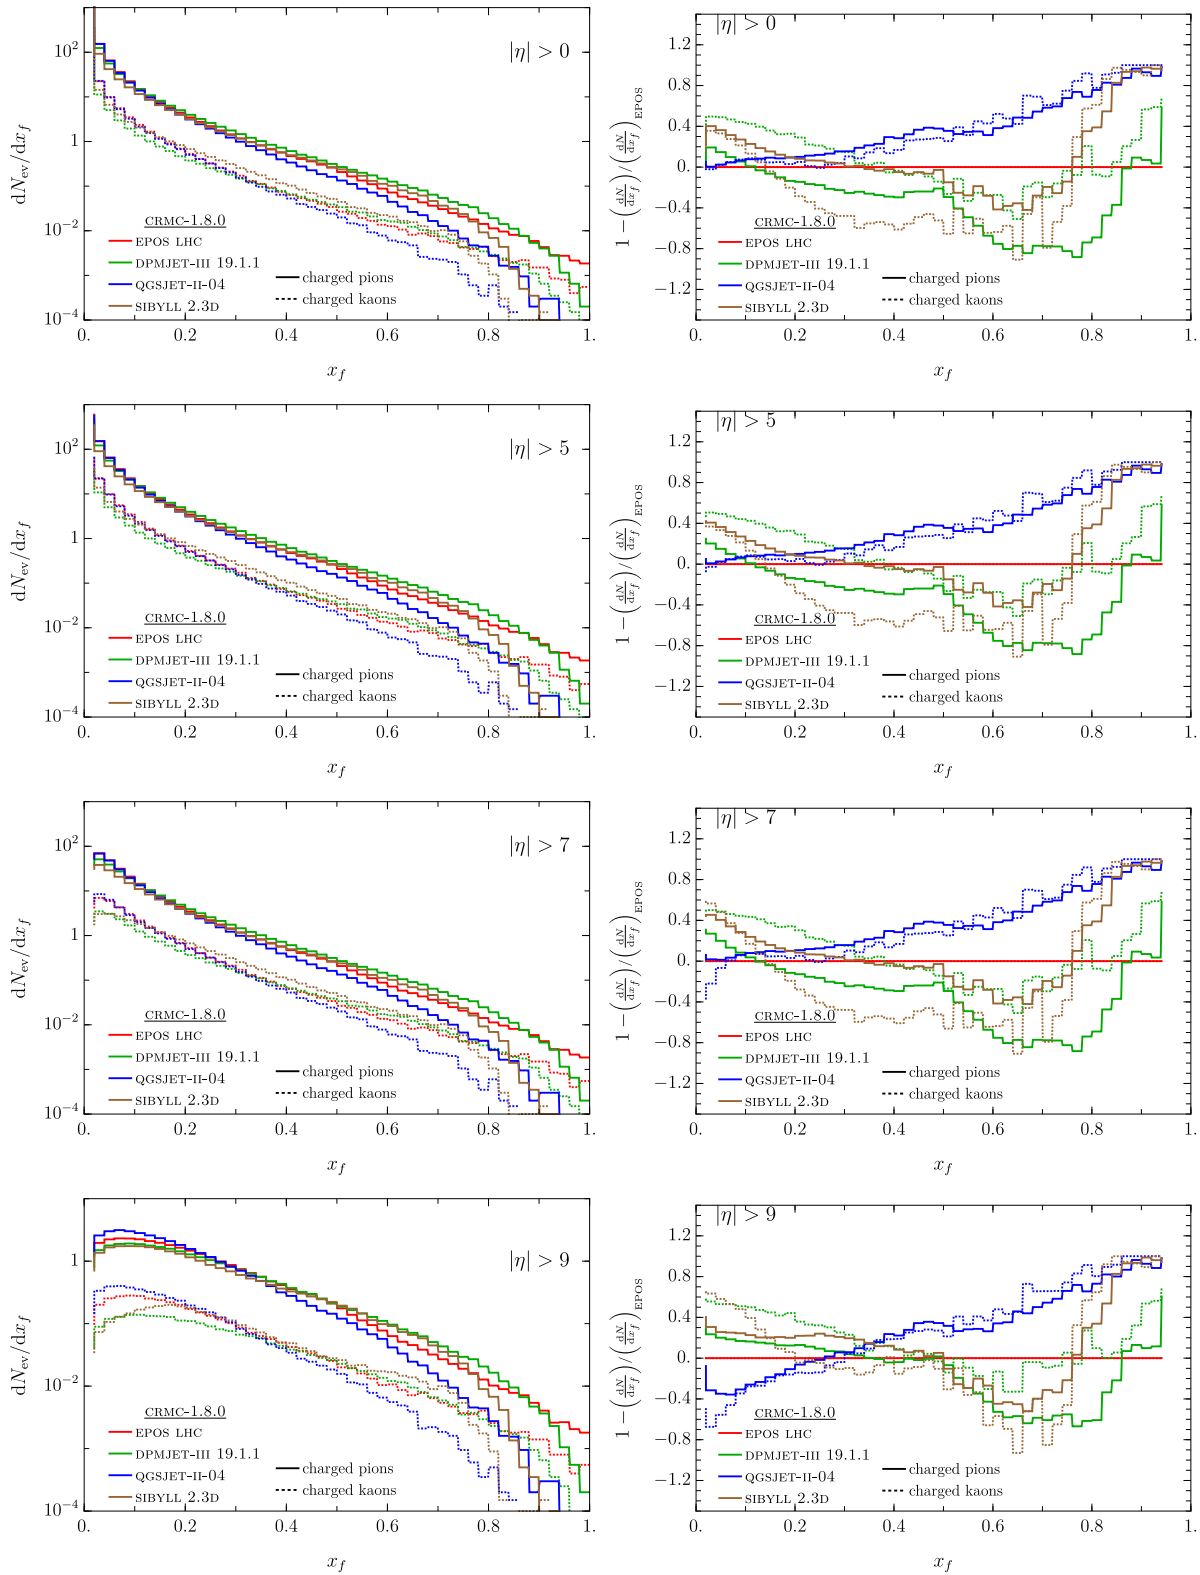 |η| > 0
dN_ev/dx_f
10^2
1
10^−2
10^−4
CRMC-1.8.0
EPOS LHC
DPMJET-III 19.1.1
QGSJET-II-04
SIBYLL 2.3D
charged pions
charged kaons
0. 0.2 0.4 0.6 0.8 1.
x_f
|η| > 0
1 − (dN/dx_f)/(dN/dx_f)_EPOS
1.2
0.8
0.4
0.
−0.4
−0.8
−1.2
CRMC-1.8.0
EPOS LHC
DPMJET-III 19.1.1
QGSJET-II-04
SIBYLL 2.3D
charged pions
charged kaons
0. 0.2 0.4 0.6 0.8 1.
x_f
|η| > 5
dN_ev/dx_f
10^2
1
10^−2
10^−4
CRMC-1.8.0
EPOS LHC
DPMJET-III 19.1.1
QGSJET-II-04
SIBYLL 2.3D
charged pions
charged kaons
0. 0.2 0.4 0.6 0.8 1.
x_f
|η| > 5
1 − (dN/dx_f)/(dN/dx_f)_EPOS
1.2
0.8
0.4
0.
−0.4
−0.8
−1.2
CRMC-1.8.0
EPOS LHC
DPMJET-III 19.1.1
QGSJET-II-04
SIBYLL 2.3D
charged pions
charged kaons
0. 0.2 0.4 0.6 0.8 1.
x_f
|η| > 7
dN_ev/dx_f
10^2
1
10^−2
10^−4
CRMC-1.8.0
EPOS LHC
DPMJET-III 19.1.1
QGSJET-II-04
SIBYLL 2.3D
charged pions
charged kaons
0. 0.2 0.4 0.6 0.8 1.
x_f
|η| > 7
1 − (dN/dx_f)/(dN/dx_f)_EPOS
1.2
0.8
0.4
0.
−0.4
−0.8
−1.2
CRMC-1.8.0
EPOS LHC
DPMJET-III 19.1.1
QGSJET-II-04
SIBYLL 2.3D
charged pions
charged kaons
0. 0.2 0.4 0.6 0.8 1.
x_f
|η| > 9
dN_ev/dx_f
1
10^−2
10^−4
CRMC-1.8.0
EPOS LHC
DPMJET-III 19.1.1
QGSJET-II-04
SIBYLL 2.3D
charged pions
charged kaons
0. 0.2 0.4 0.6 0.8 1.
x_f
|η| > 9
1 − (dN/dx_f)/(dN/dx_f)_EPOS
1.2
0.8
0.4
0.
−0.4
−0.8
−1.2
CRMC-1.8.0
EPOS LHC
DPMJET-III 19.1.1
QGSJET-II-04
SIBYLL 2.3D
charged pions
charged kaons
0. 0.2 0.4 0.6 0.8 1.
x_f